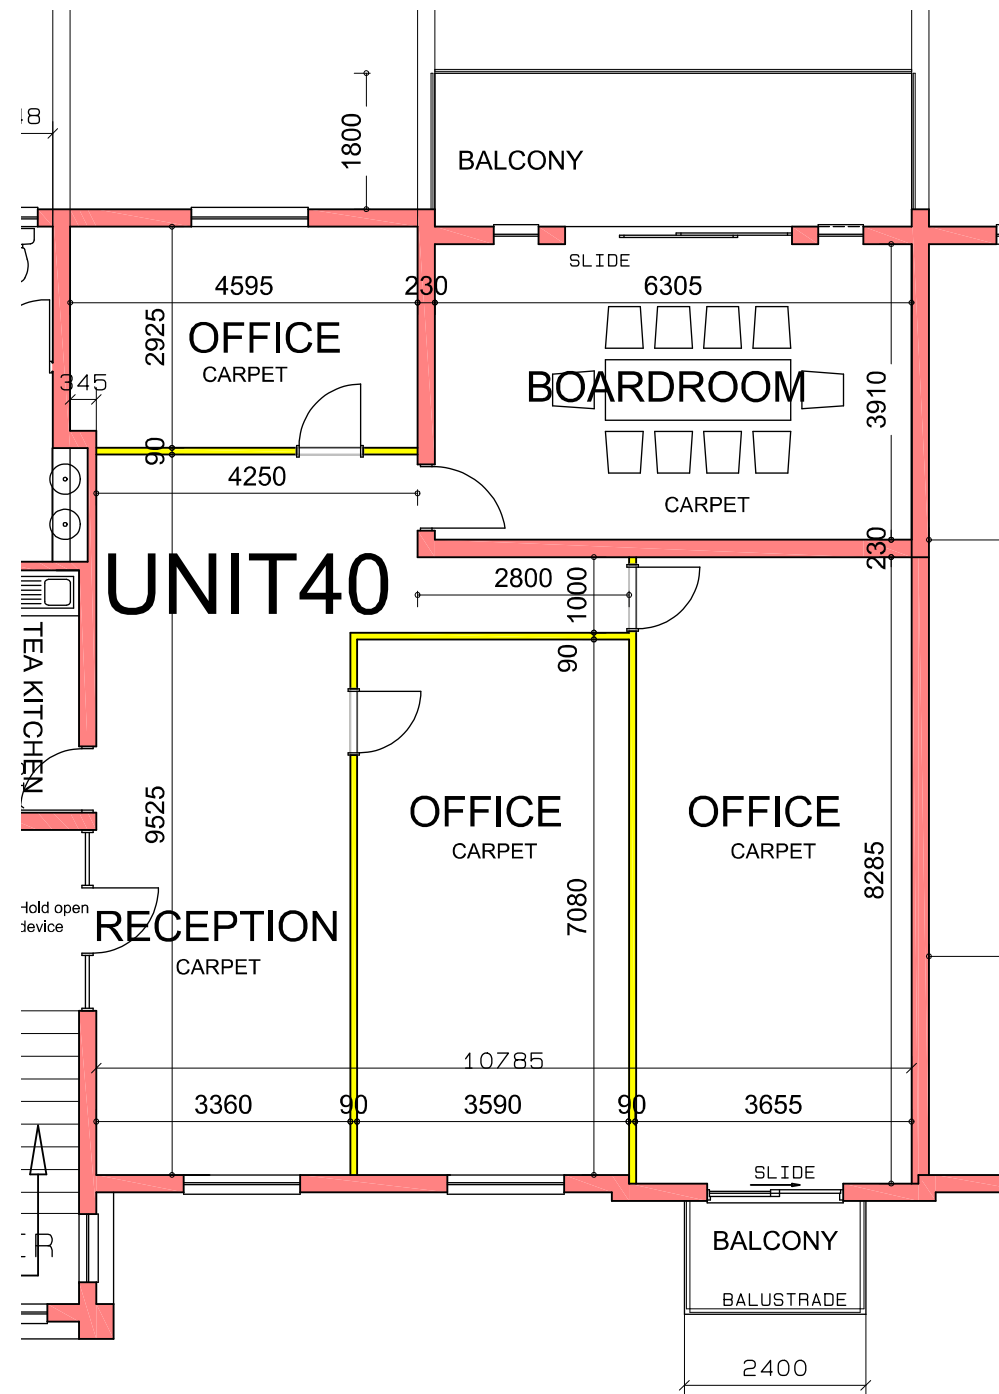 48
1800
BALCONY
SLIDE
4595
230
6305
2925
OFFICE
CARPET
345
BOARDROOM
3910
90
4250
CARPET
UNIT40
2800
1000
230
90
TEA KITCHEN
9525
OFFICE
CARPET
OFFICE
CARPET
8285
7080
Hold open
device
RECEPTION
CARPET
10785
3360
90
3590
90
3655
SLIDE
BALCONY
ER
BALUSTRADE
2400